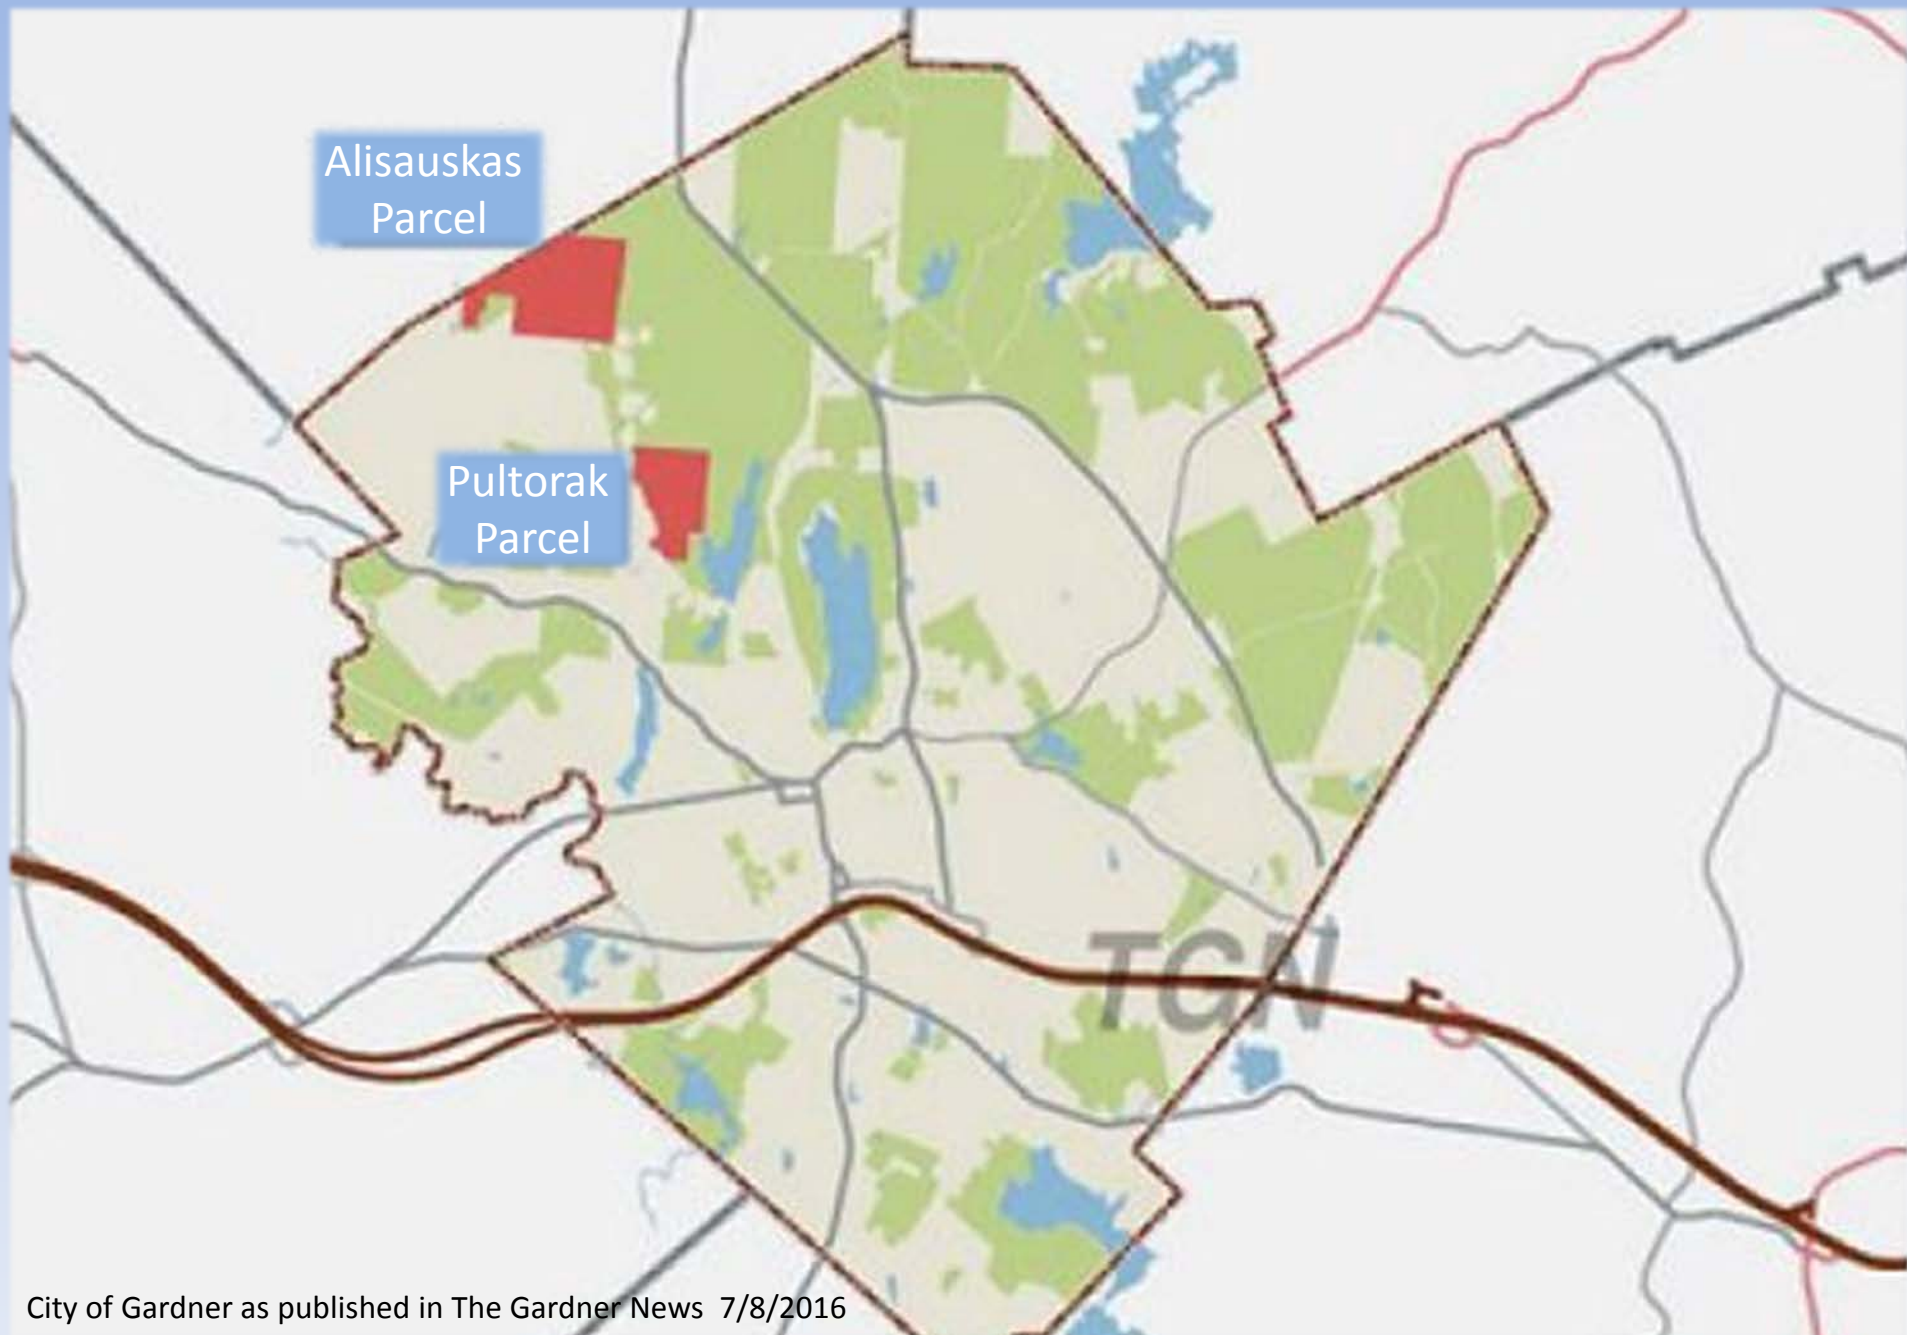 Alisauskas
Parcel
Pultorak
Parcel
TGN
City of Gardner as published in The Gardner News 7/8/2016